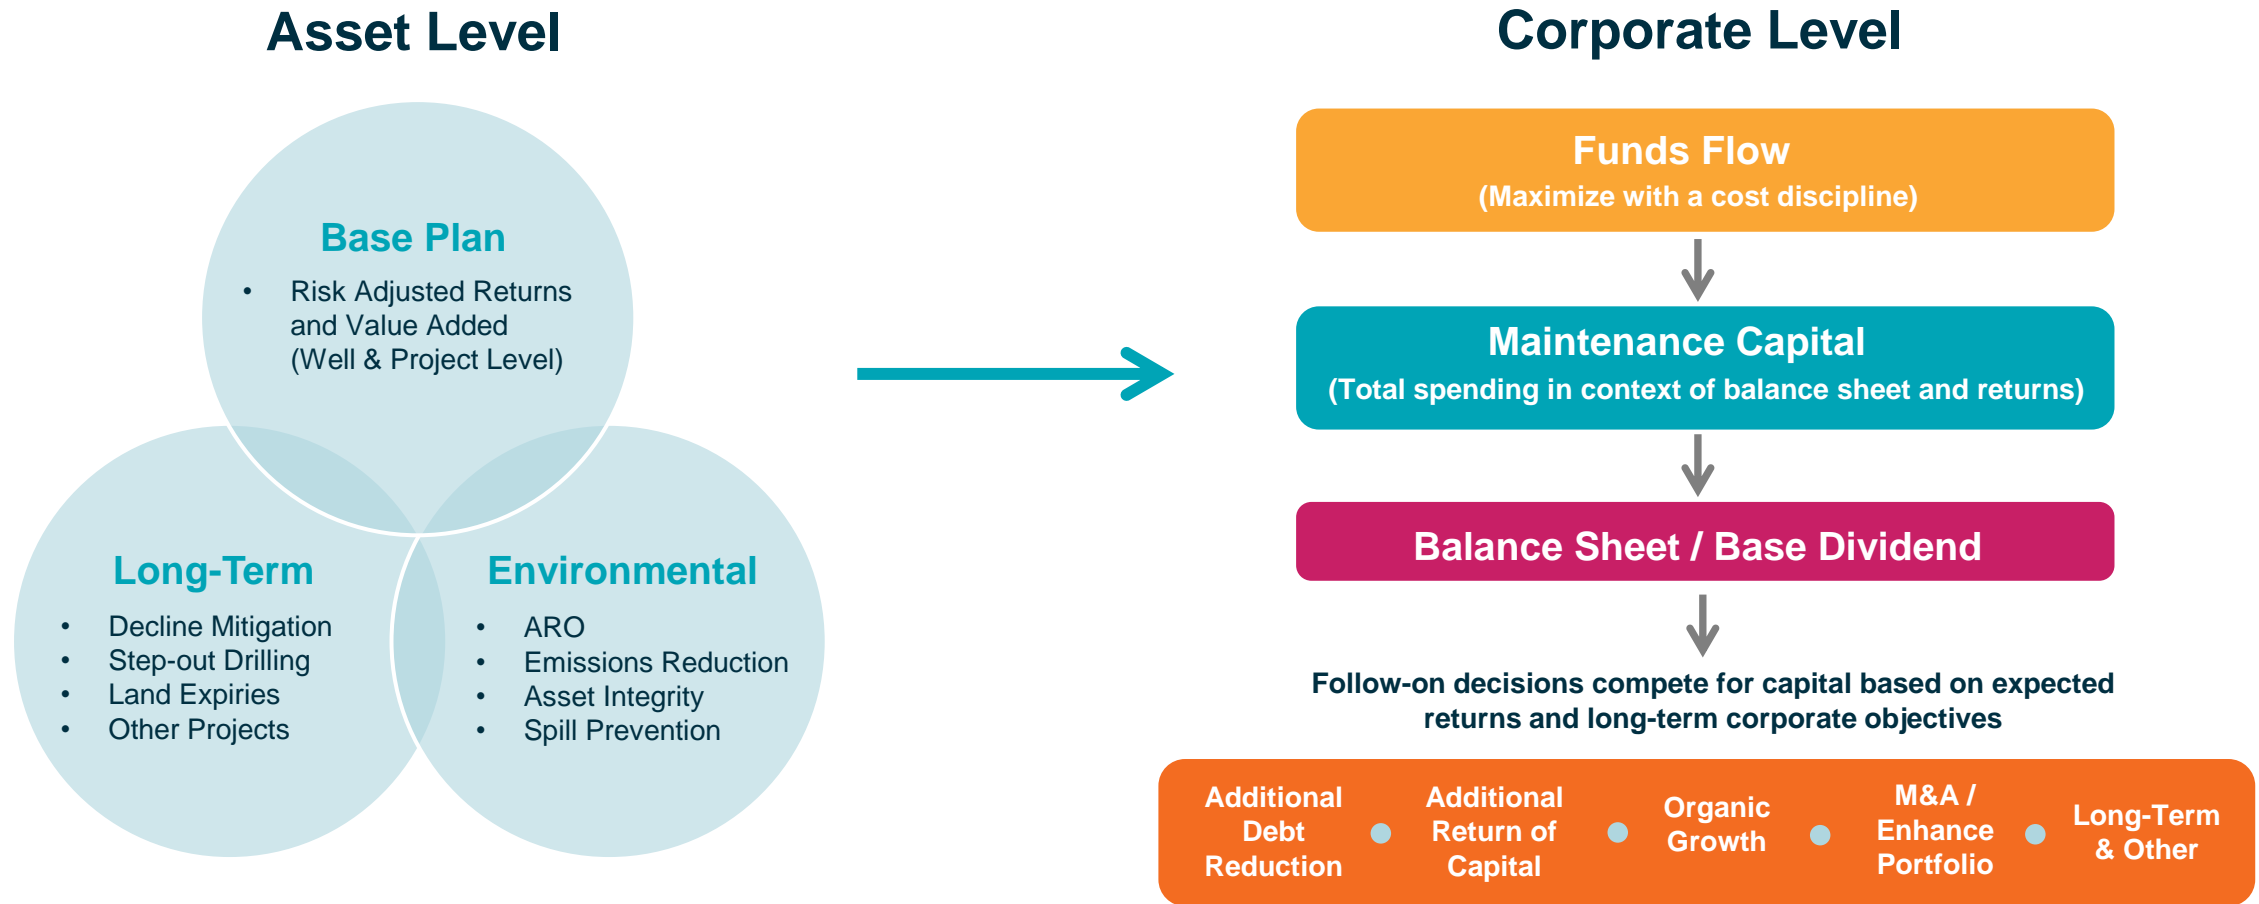 Asset Level
Base Plan
• Risk Adjusted Returns
and Value Added
(Well & Project Level)
Long-Term
• Decline Mitigation
• Step-out Drilling
• Land Expiries
• Other Projects
Environmental
• ARO
• Emissions Reduction
• Asset Integrity
• Spill Prevention
Corporate Level
Funds Flow
(Maximize with a cost discipline)
Maintenance Capital
(Total spending in context of balance sheet and returns)
Balance Sheet / Base Dividend
Follow-on decisions compete for capital based on expected
returns and long-term corporate objectives
Additional
Debt
Reduction
Additional
Return of
Capital
Organic
Growth
M&A /
Enhance
Portfolio
Long-Term
& Other